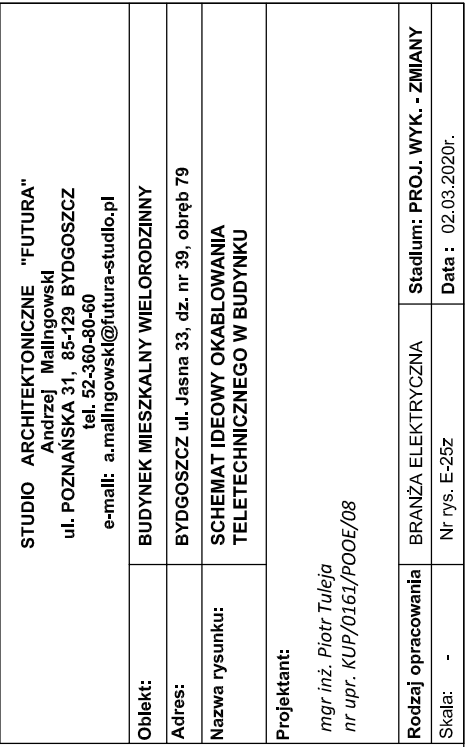 STUDIO ARCHITEKTONICZNE "FUTURA"
Andrzej Malingowski
ul. POZNAŃSKA 31, 85-129 BYDGOSZCZ
tel. 52-360-80-60
e-mail: a.malingowski@futura-studio.pl
Obiekt: BUDYNEK MIESZKALNY WIELORODZINNY
Adres: BYDGOSZCZ ul. Jasna 33, dz. nr 39, obręb 79
Nazwa rysunku: SCHEMAT IDEOWY OKABLOWANIA
TELETECHNICZNEGO W BUDYNKU
Projektant:
mgr inż. Piotr Tuleja
nr upr. KUP/0161/POOE/08
Rodzaj opracowania BRANŻA ELEKTRYCZNA Stadium: PROJ. WYK. - ZMIANY
Skala: - Nr rys. E-25z Data : 02.03.2020r.